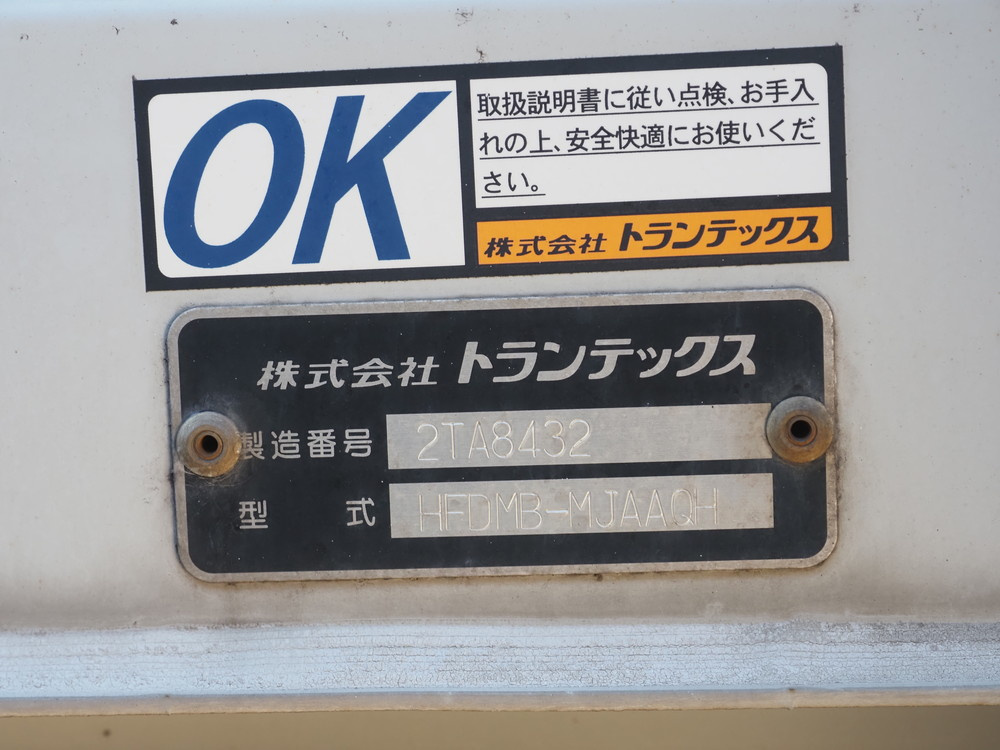 OK
取扱説明書に従い点検、お手入
れの上、安全快適にお使いくだ
さい。
株式会社 トランテックス
株式会社 トランテックス
製造番号 2TA8432
型 式 HFDMB-MJAAQH